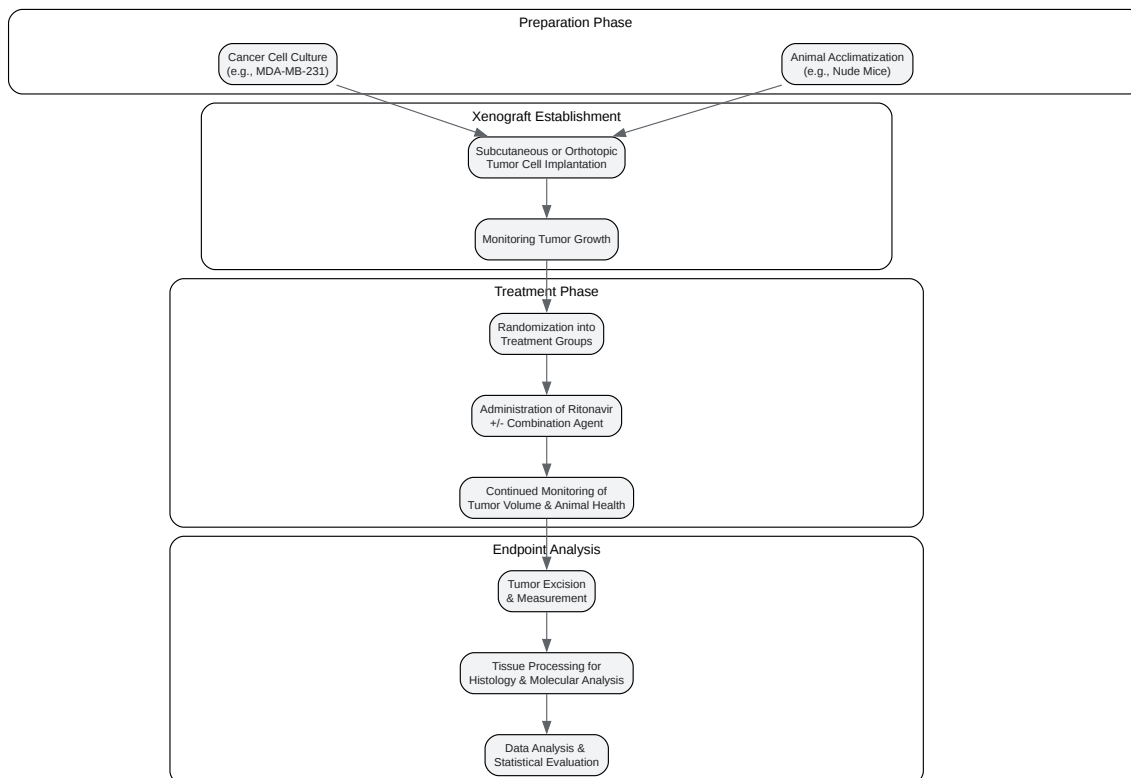 Preparation Phase
Cancer Cell Culture
(e.g., MDA-MB-231)
Animal Acclimatization
(e.g., Nude Mice)
Xenograft Establishment
Subcutaneous or Orthotopic
Tumor Cell Implantation
Monitoring Tumor Growth
Treatment Phase
Randomization into
Treatment Groups
Administration of Ritonavir
+/- Combination Agent
Continued Monitoring of
Tumor Volume & Animal Health
Endpoint Analysis
Tumor Excision
& Measurement
Tissue Processing for
Histology & Molecular Analysis
Data Analysis &
Statistical Evaluation